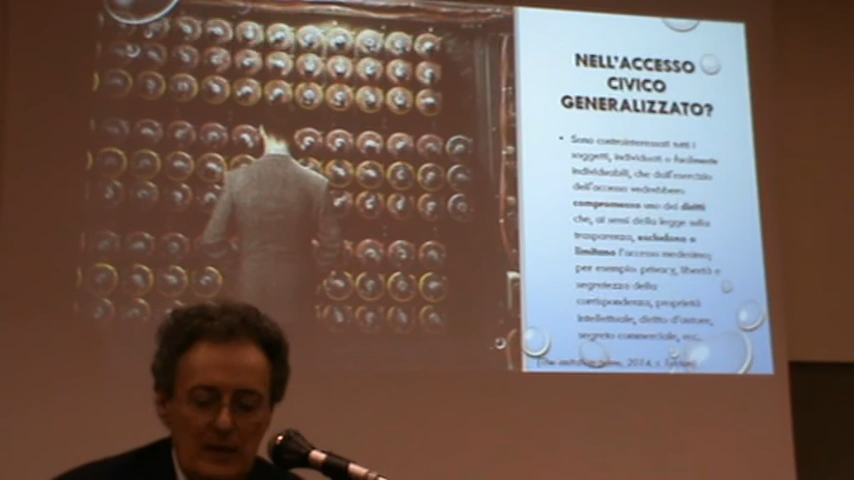 NELL'ACCESSO
CIVICO
GENERALIZZATO?
• Sono controinteressati tutti i
soggetti, individuati o facilmente
individuabili, che dall'esercizio
dell'accesso vedrebbero
compromesso uno dei diritti
che, ai sensi della legge sulla
trasparenza, escludono o
limitano l'accesso medesimo;
per esempio: privacy, libertà e
segretezza della
corrispondenza, proprietà
intellettuale, diritto d'autore,
segreto commerciale, ecc.
2014,